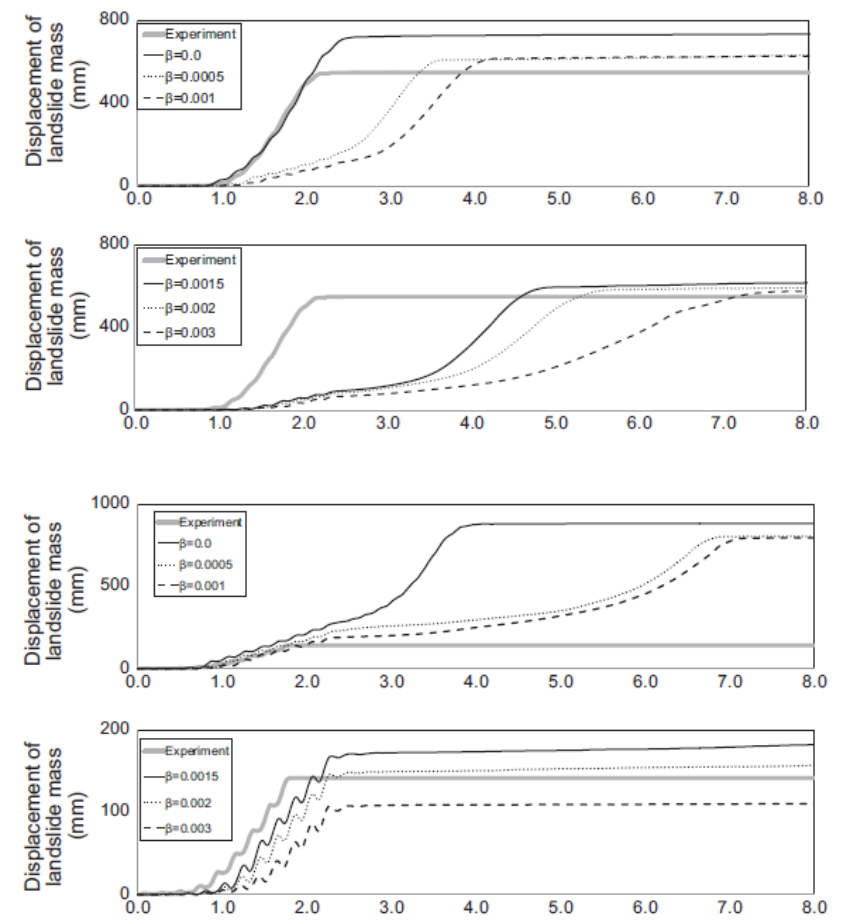 Displacement of
landslide mass
(mm)
800
400
0
Experiment
β=0.0
β=0.0005
β=0.001
0.0 1.0 2.0 3.0 4.0 5.0 6.0 7.0 8.0
Displacement of
landslide mass
(mm)
800
400
0
Experiment
β=0.0015
β=0.002
β=0.003
0.0 1.0 2.0 3.0 4.0 5.0 6.0 7.0 8.0
Displacement of
landslide mass
(mm)
1000
500
0
Experiment
β=0.0
β=0.0005
β=0.001
0.0 1.0 2.0 3.0 4.0 5.0 6.0 7.0 8.0
Displacement of
landslide mass
(mm)
200
100
0
Experiment
β=0.0015
β=0.002
β=0.003
0.0 1.0 2.0 3.0 4.0 5.0 6.0 7.0 8.0